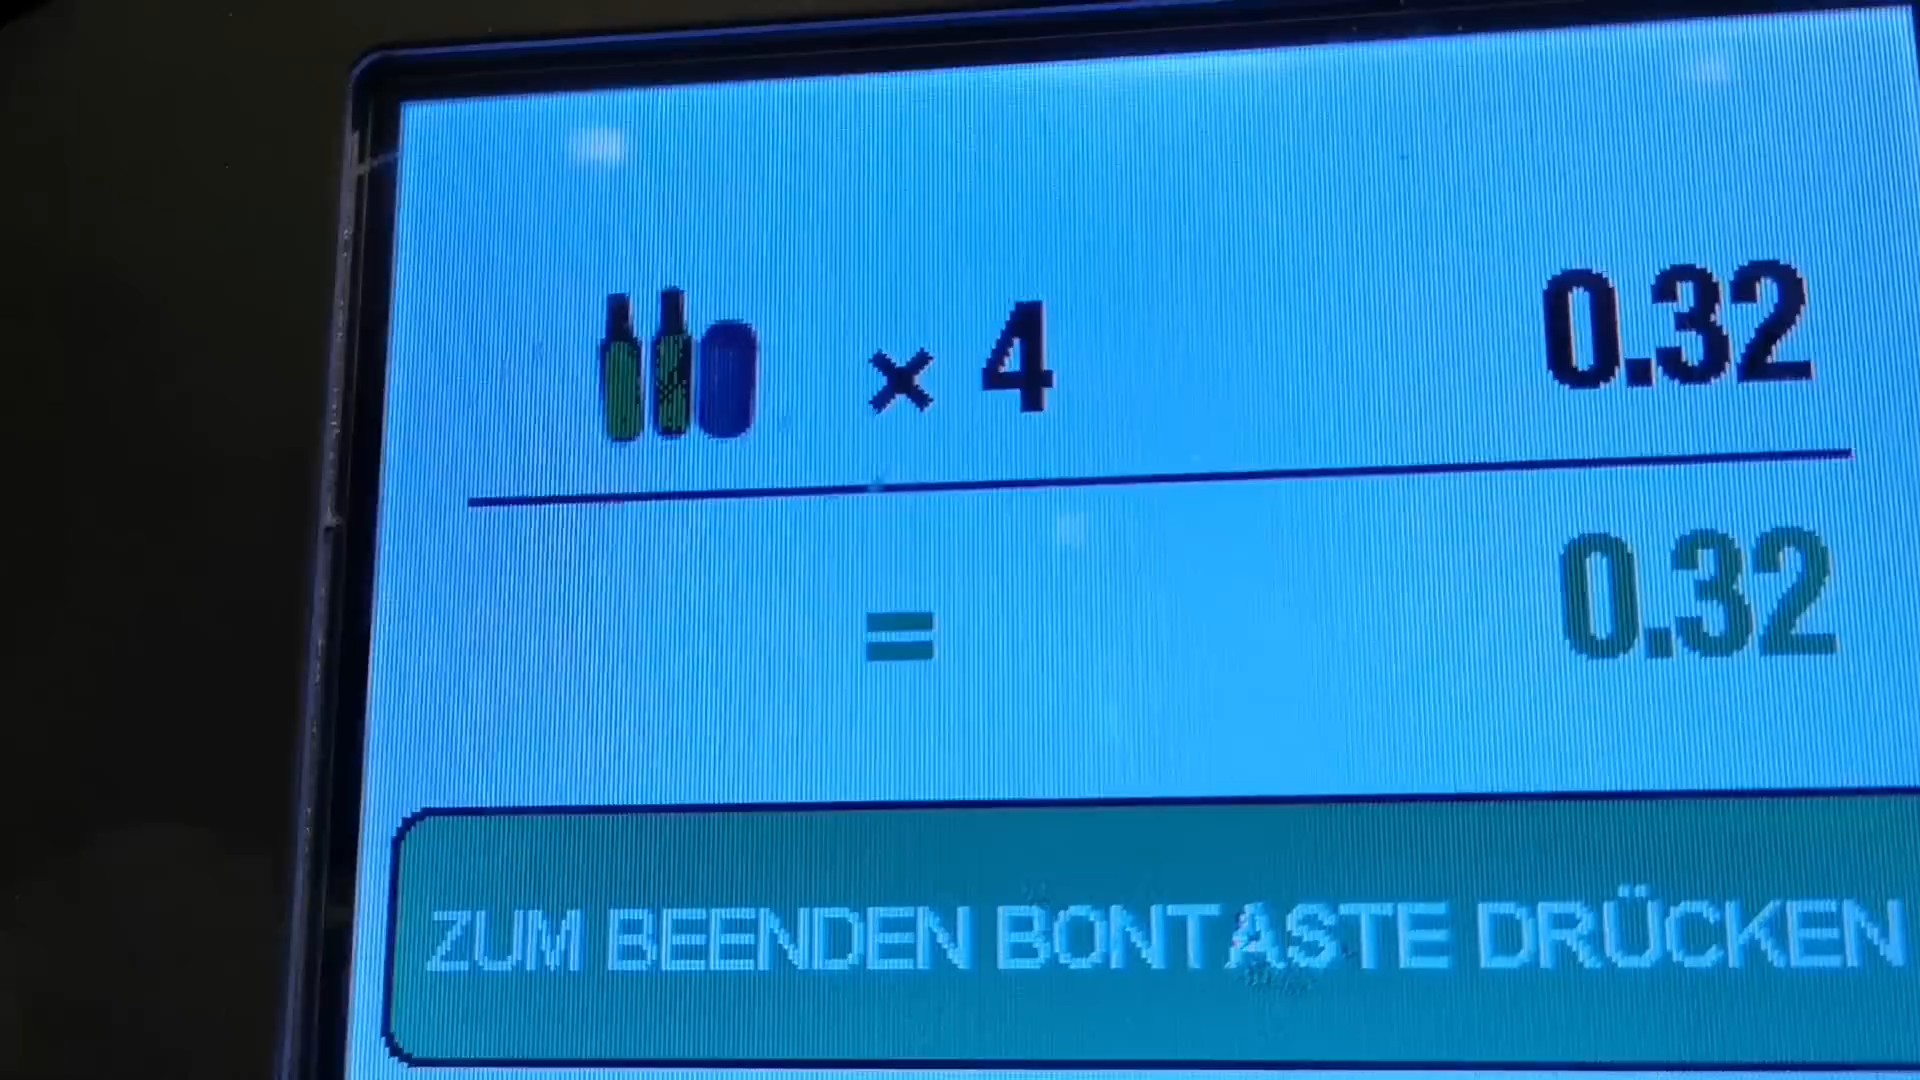 × 4 0.32
= 0.32
ZUM BEENDEN BONTASTE DRÜCKEN